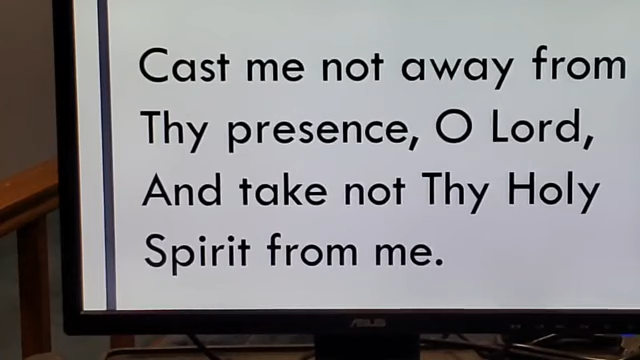 Cast me not away from
Thy presence, O Lord,
And take not Thy Holy
Spirit from me.
ASUS